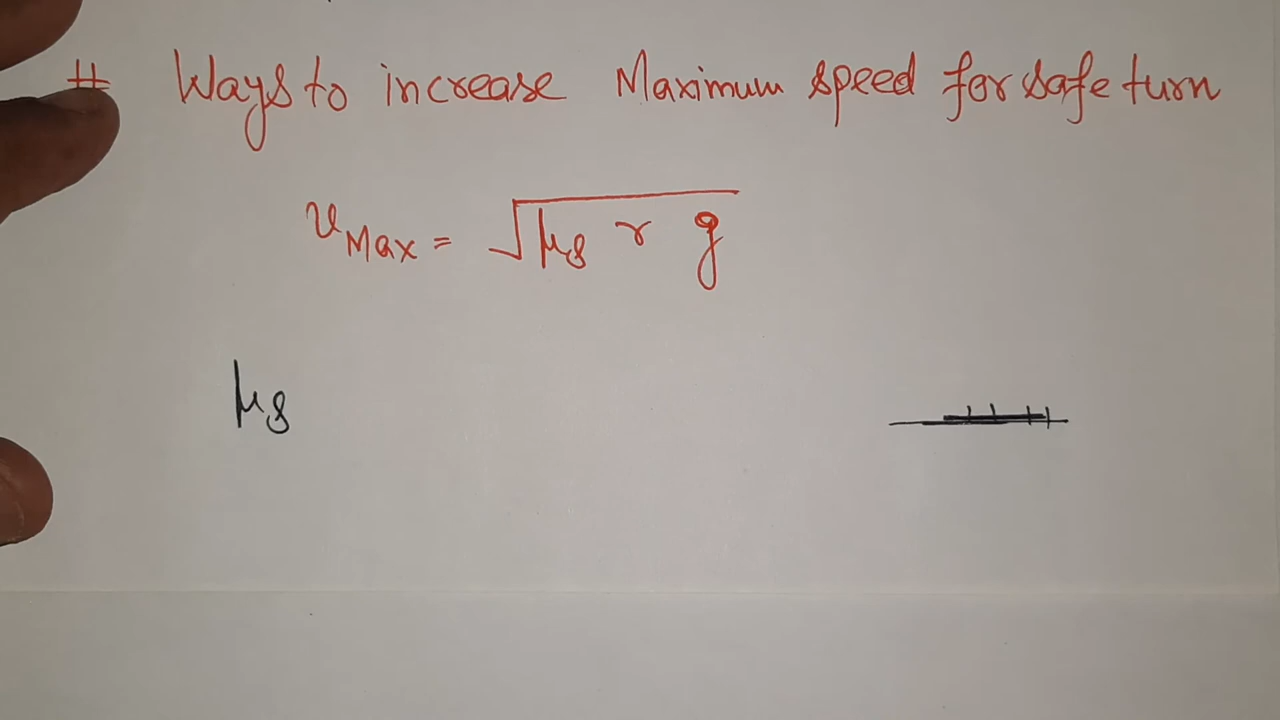 # Ways to increase Maximum speed for safe turn
v_Max = √(μs r g)
μs